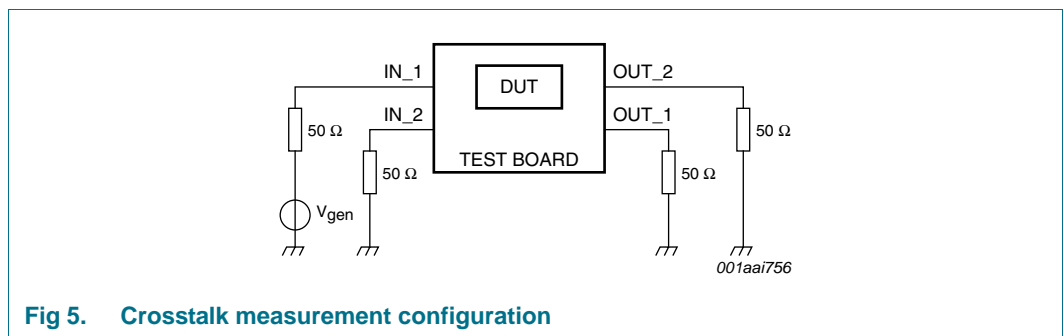 IN_1
OUT_2
DUT
IN_2
OUT_1
50 Ω
50 Ω
TEST BOARD
50 Ω
50 Ω
Vgen
001aai756
Fig 5. Crosstalk measurement configuration